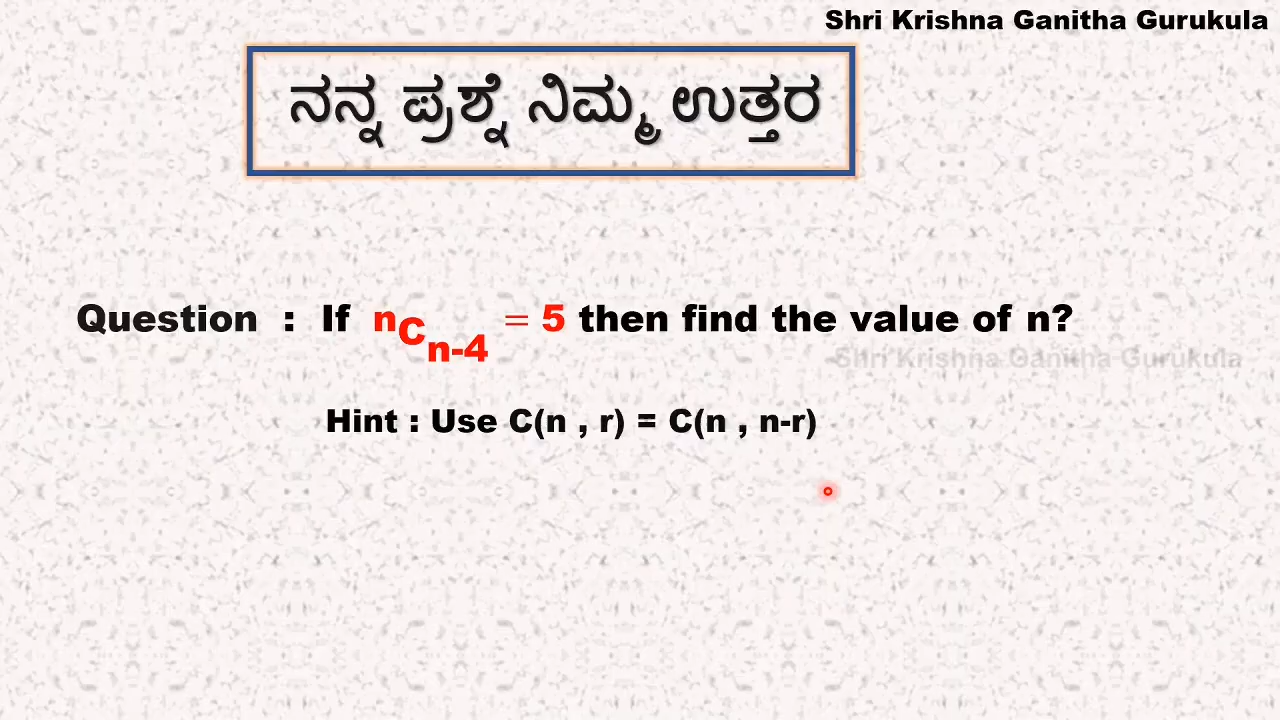 Shri Krishna Ganitha Gurukula
ನನ್ನ ಪ್ರಶ್ನೆ ನಿಮ್ಮ ಉತ್ತರ
Question : If nCn-4 = 5 then find the value of n?
Shri Krishna Ganitha Gurukula
Hint : Use C(n , r) = C(n , n-r)